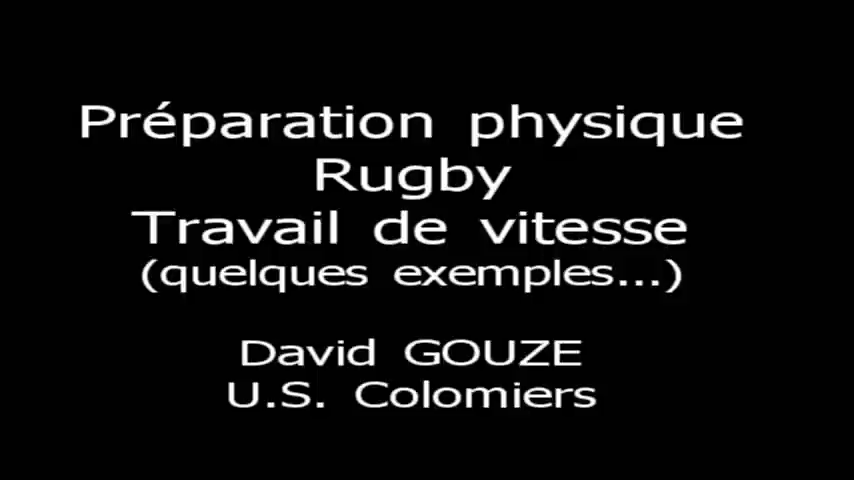 Préparation physique
Rugby
Travail de vitesse
(quelques exemples...)
David GOUZE
U.S. Colomiers